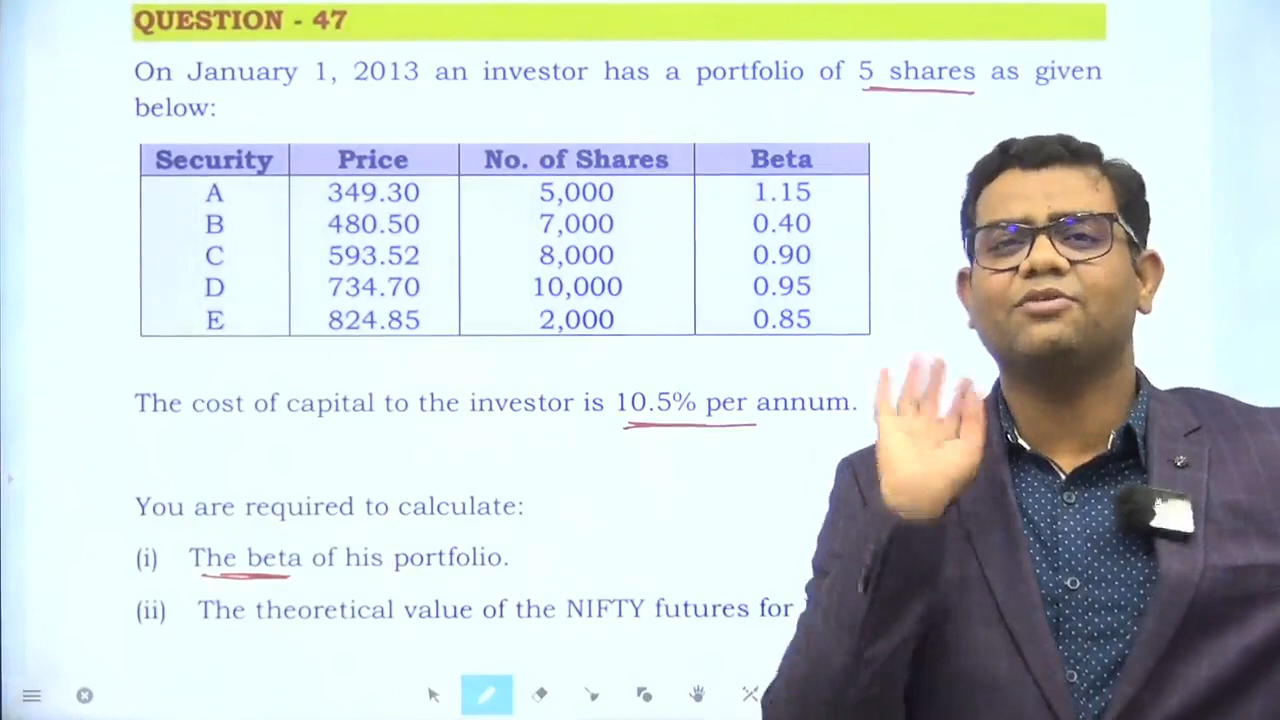 QUESTION - 47
On January 1, 2013 an investor has a portfolio of 5 shares as given
below:
Security Price No. of Shares Beta
A 349.30 5,000 1.15
B 480.50 7,000 0.40
C 593.52 8,000 0.90
D 734.70 10,000 0.95
E 824.85 2,000 0.85
The cost of capital to the investor is 10.5% per annum.
You are required to calculate:
(i) The beta of his portfolio.
(ii) The theoretical value of the NIFTY futures for